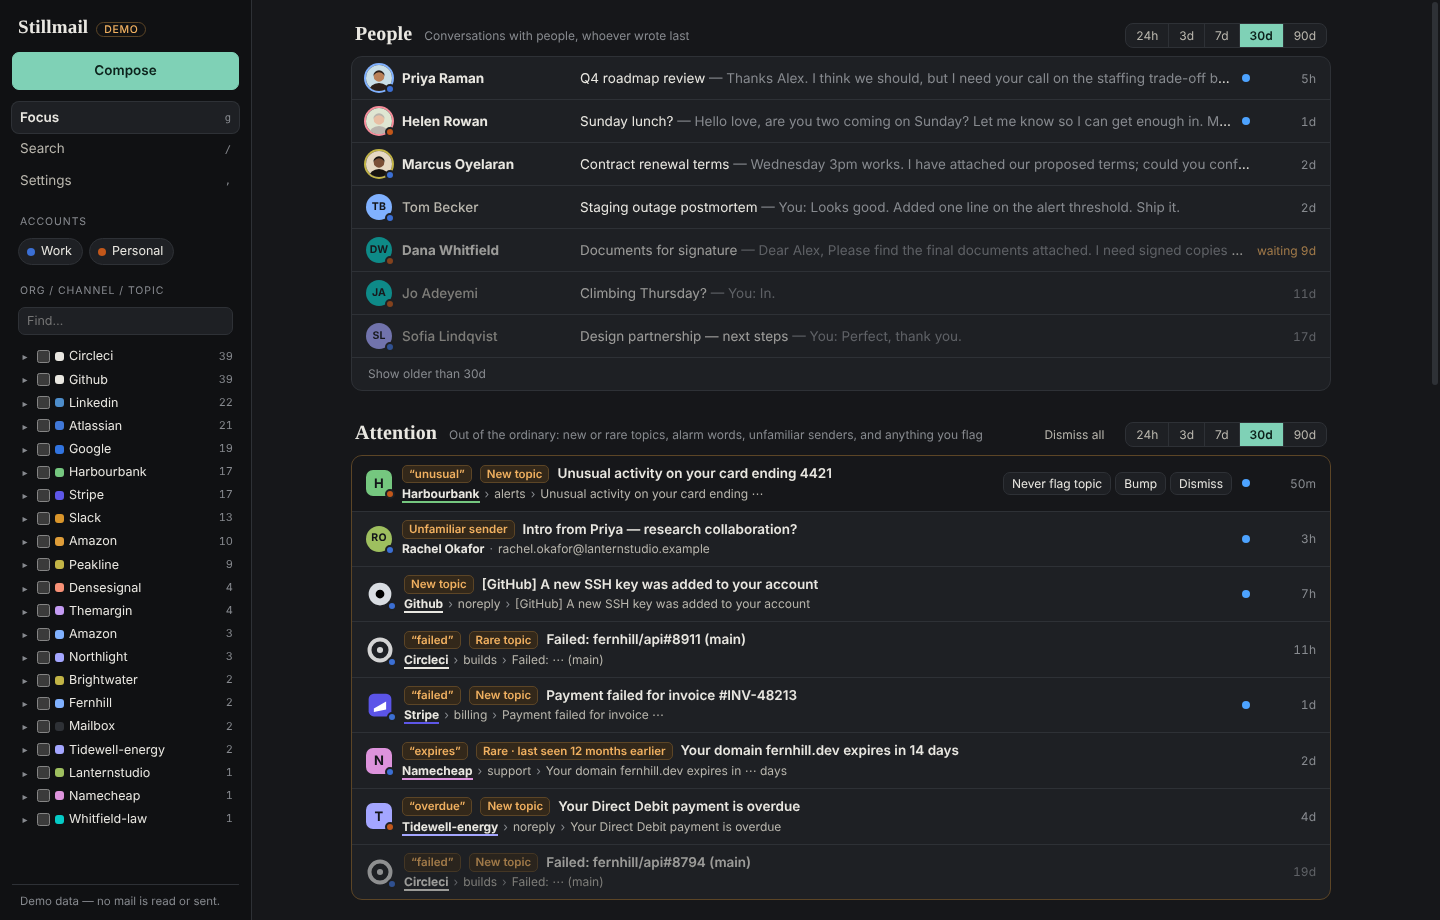 Stillmail DEMO
Compose
Focus g
Search /
Settings ,
ACCOUNTS
Work Personal
ORG / CHANNEL / TOPIC
Find...
Circleci 39
Github 39
Linkedin 22
Atlassian 21
Google 19
Harbourbank 17
Stripe 17
Slack 13
Amazon 10
Peakline 9
Densesignal 4
Themargin 4
Amazon 3
Northlight 3
Brightwater 2
Fernhill 2
Mailbox 2
Tidewell-energy 2
Lanternstudio 1
Namecheap 1
Whitfield-law 1
Demo data — no mail is read or sent.
People Conversations with people, whoever wrote last 24h 3d 7d 30d 90d
Priya Raman Q4 roadmap review — Thanks Alex. I think we should, but I need your call on the staffing trade-off b... 5h
Helen Rowan Sunday lunch? — Hello love, are you two coming on Sunday? Let me know so I can get enough in. M... 1d
Marcus Oyelaran Contract renewal terms — Wednesday 3pm works. I have attached our proposed terms; could you conf... 2d
TB Tom Becker Staging outage postmortem — You: Looks good. Added one line on the alert threshold. Ship it. 2d
DW Dana Whitfield Documents for signature — Dear Alex, Please find the final documents attached. I need signed copies ... waiting 9d
JA Jo Adeyemi Climbing Thursday? — You: In. 11d
SL Sofia Lindqvist Design partnership — next steps — You: Perfect, thank you. 17d
Show older than 30d
Attention Out of the ordinary: new or rare topics, alarm words, unfamiliar senders, and anything you flag Dismiss all 24h 3d 7d 30d 90d
H “unusual” New topic Unusual activity on your card ending 4421 Never flag topic Bump Dismiss 50m
Harbourbank › alerts › Unusual activity on your card ending ···
RO Unfamiliar sender Intro from Priya — research collaboration? 3h
Rachel Okafor · rachel.okafor@lanternstudio.example
New topic [GitHub] A new SSH key was added to your account 7h
Github › noreply › [GitHub] A new SSH key was added to your account
“failed” Rare topic Failed: fernhill/api#8911 (main) 11h
Circleci › builds › Failed: ··· (main)
“failed” New topic Payment failed for invoice #INV-48213 1d
Stripe › billing › Payment failed for invoice ···
N “expires” Rare · last seen 12 months earlier Your domain fernhill.dev expires in 14 days 2d
Namecheap › support › Your domain fernhill.dev expires in ··· days
T “overdue” New topic Your Direct Debit payment is overdue 4d
Tidewell-energy › noreply › Your Direct Debit payment is overdue
“failed” New topic Failed: fernhill/api#8794 (main) 19d
Circleci › builds › Failed: ··· (main)